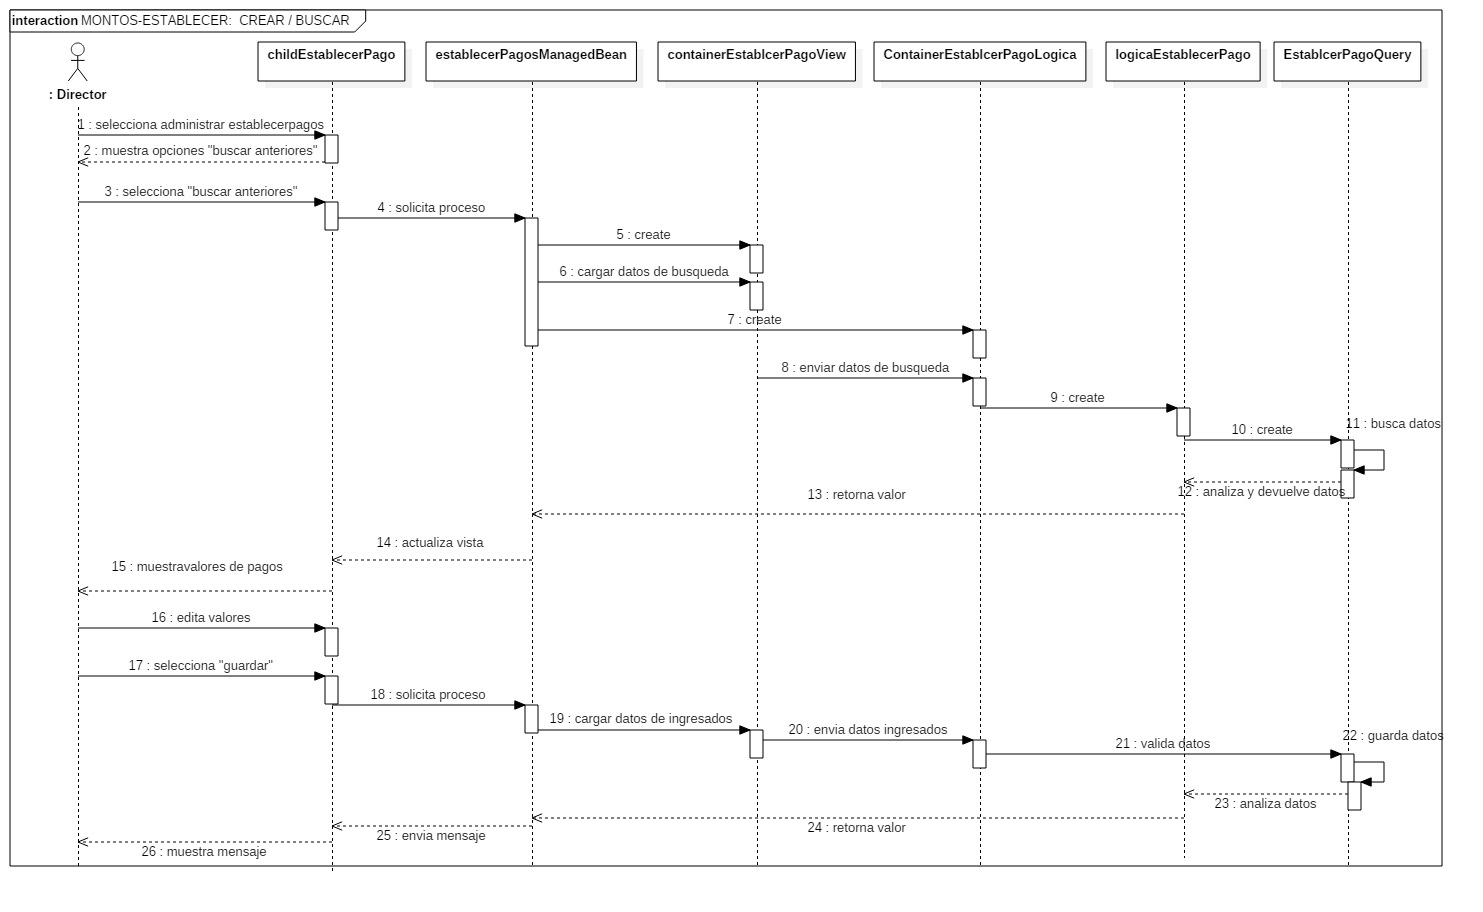 interaction MONTOS-ESTABLECER: CREAR / BUSCAR
: Director
childEstablecerPago
establecerPagosManagedBean
containerEstablcerPagoView
ContainerEstablcerPagoLogica
logicaEstablecerPago
EstablcerPagoQuery
1 : selecciona administrar establecerpagos
2 : muestra opciones "buscar anteriores"
3 : selecciona "buscar anteriores"
4 : solicita proceso
5 : create
6 : cargar datos de busqueda
7 : create
8 : enviar datos de busqueda
9 : create
10 : create
11 : busca datos
12 : analiza y devuelve datos
13 : retorna valor
14 : actualiza vista
15 : muestravalores de pagos
16 : edita valores
17 : selecciona "guardar"
18 : solicita proceso
19 : cargar datos de ingresados
20 : envia datos ingresados
21 : valida datos
22 : guarda datos
23 : analiza datos
24 : retorna valor
25 : envia mensaje
26 : muestra mensaje